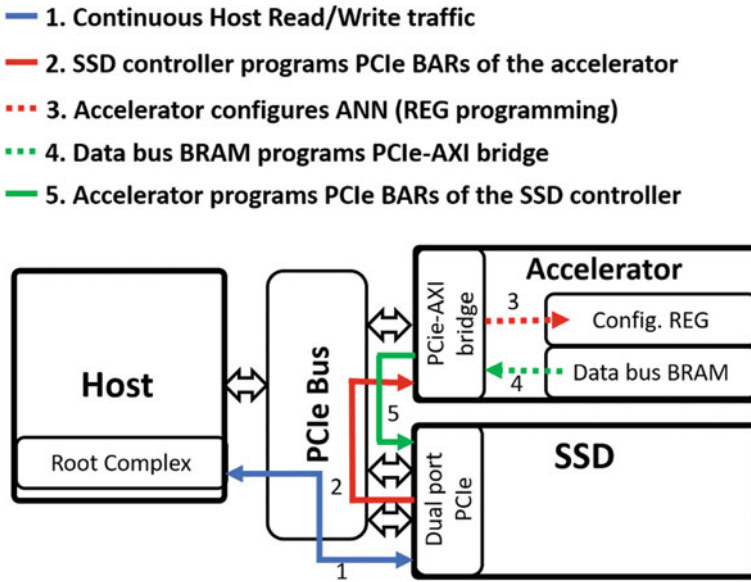 1. Continuous Host Read/Write traffic
2. SSD controller programs PCIe BARs of the accelerator
3. Accelerator configures ANN (REG programming)
4. Data bus BRAM programs PCIe-AXI bridge
5. Accelerator programs PCIe BARs of the SSD controller
Host
Root Complex
PCIe Bus
Accelerator
PCie-AXI
bridge
3
Config. REG
4
Data bus BRAM
5
2
1
SSD
Dual port
PCIe